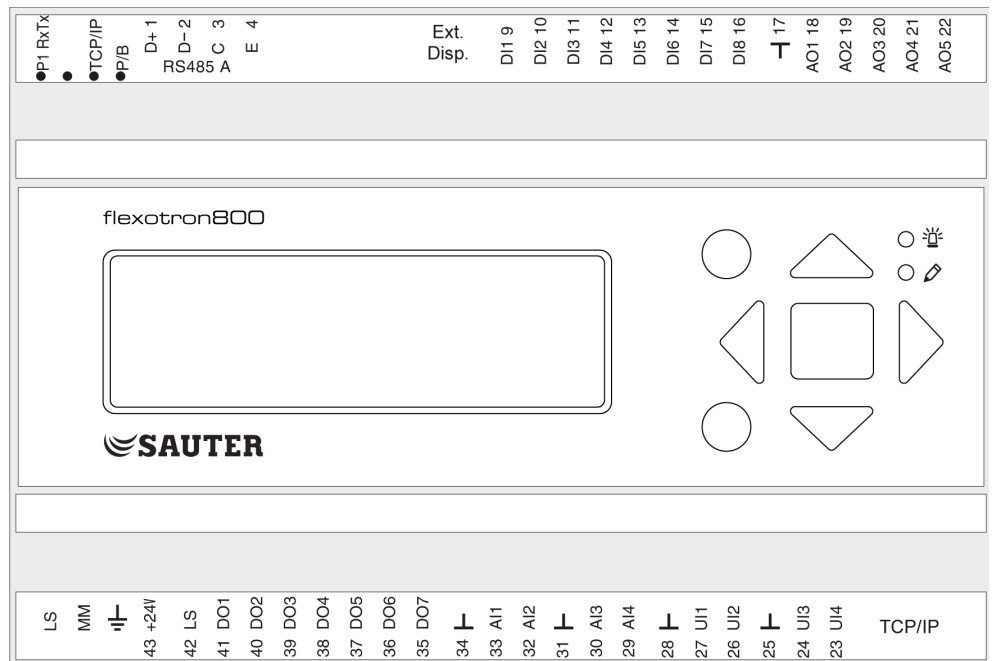 P1 RxTx
TCP/IP
P/B
D+ 1
D− 2
C 3
E 4
RS485 A
Ext.
Disp.
DI1 9
DI2 10
DI3 11
DI4 12
DI5 13
DI6 14
DI7 15
DI8 16
17
AO1 18
AO2 19
AO3 20
AO4 21
AO5 22
flexotron800
SAUTER
LS
MM
43 +24V
42 LS
41 DO1
40 DO2
39 DO3
38 DO4
37 DO5
36 DO6
35 DO7
34
33 AI1
32 AI2
31
30 AI3
29 AI4
28
27 UI1
26 UI2
25
24 UI3
23 UI4
TCP/IP